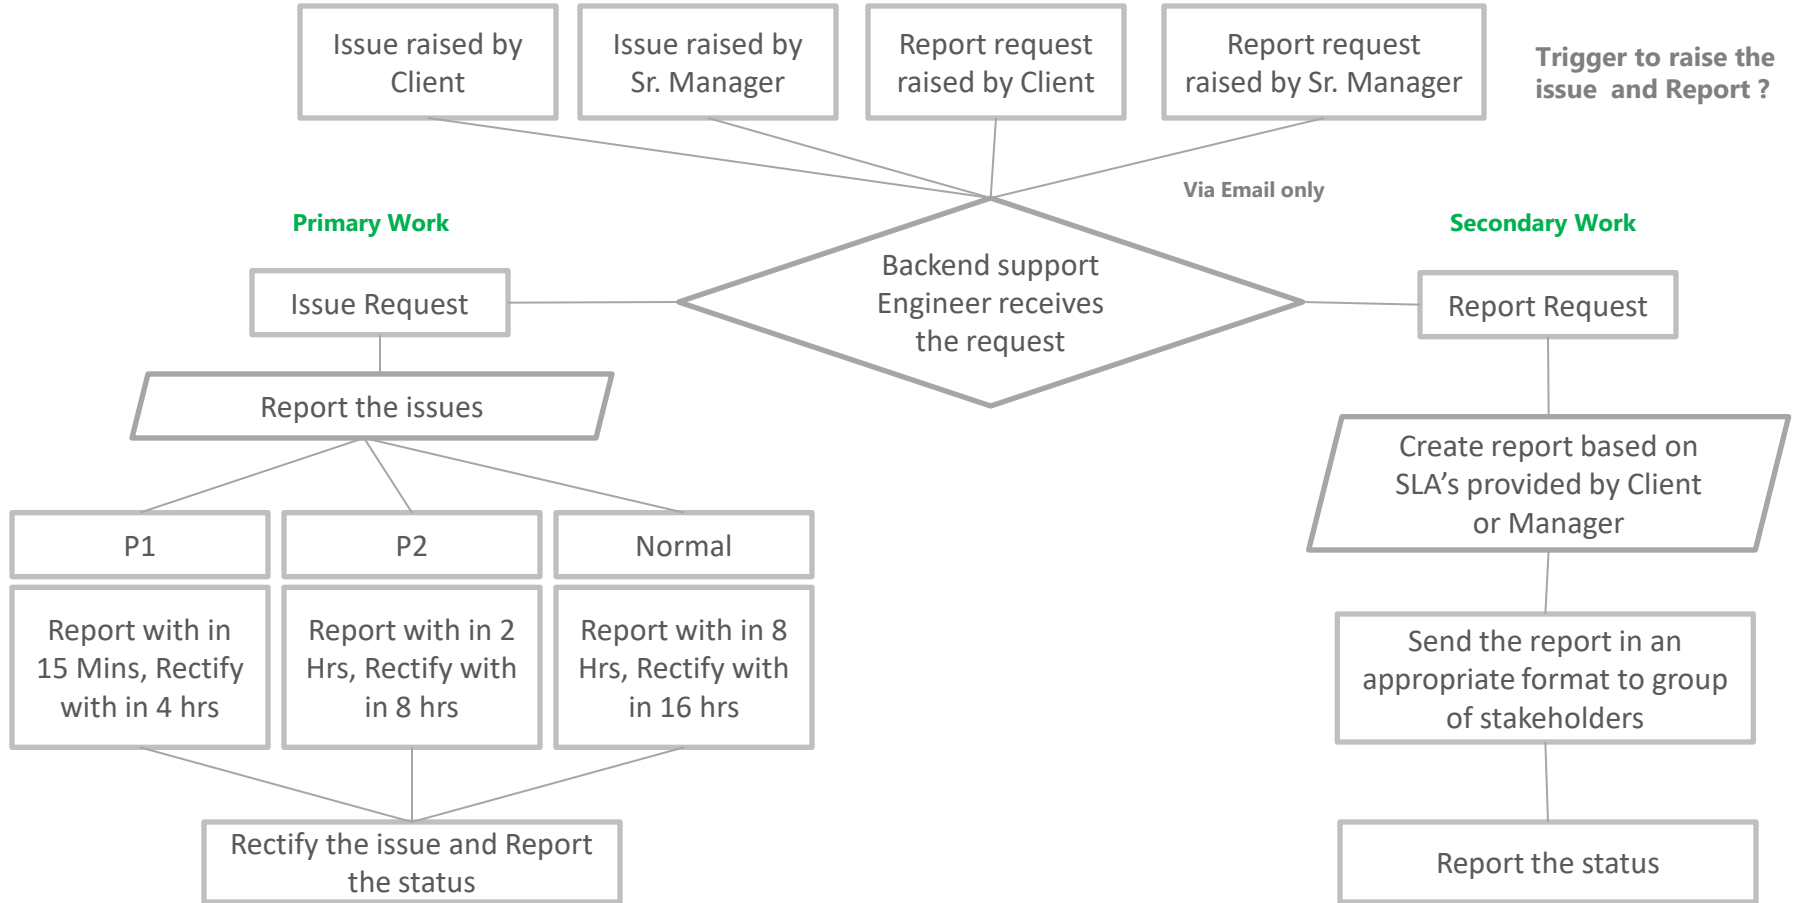 Issue raised by
Client
Issue raised by
Sr. Manager
Report request
raised by Client
Report request
raised by Sr. Manager
Trigger to raise the
issue  and Report ?
Via Email only
Primary Work
Secondary Work
Backend support
Engineer receives
the request
Issue Request
Report Request
Report the issues
Create report based on
SLA’s provided by Client
or Manager
P1
P2
Normal
Report with in
15 Mins, Rectify
with in 4 hrs
Report with in 2
Hrs, Rectify with
in 8 hrs
Report with in 8
Hrs, Rectify with
in 16 hrs
Send the report in an
appropriate format to group
of stakeholders
Rectify the issue and Report
the status
Report the status